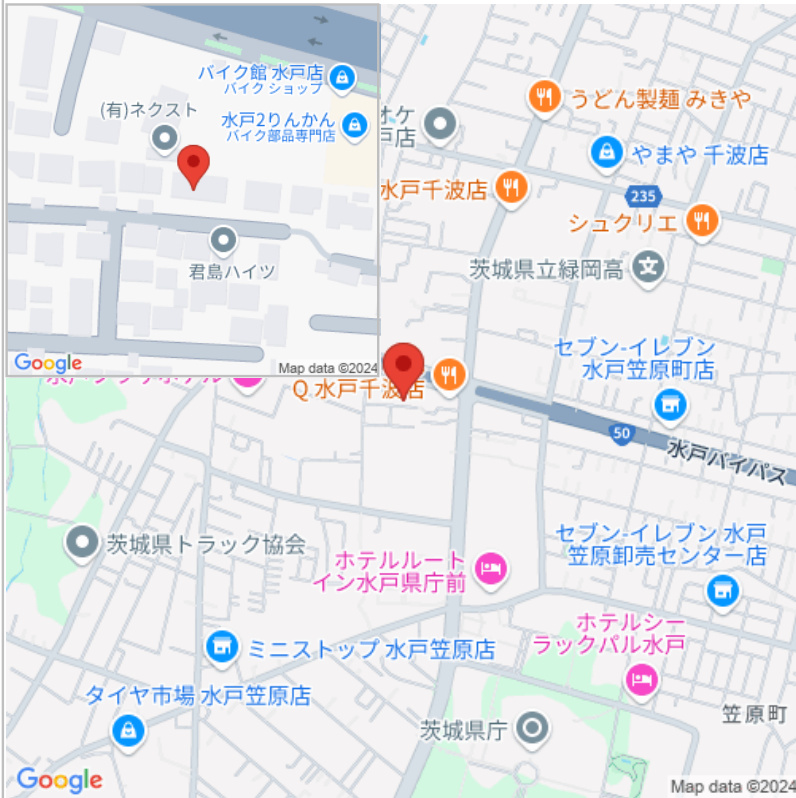 バイク館 水戸店
バイク ショップ
(有)ネクスト
水戸2りんかん
バイク部品専門店
君島ハイツ
Google
Map data ©2024
うどん製麺 みきや
やまや 千波店
水戸千波店
235
シュクリエ
茨城県立緑岡高
文
セブン-イレブン
水戸笠原町店
Q 水戸千波店
50
水戸バイパス
茨城県トラック協会
セブン-イレブン 水戸
笠原卸売センター店
ホテルルート
イン水戸県庁前
ホテルシー
ラックパル水戸
ミニストップ 水戸笠原店
タイヤ市場 水戸笠原店
笠原町
茨城県庁
Google
Map data ©2024